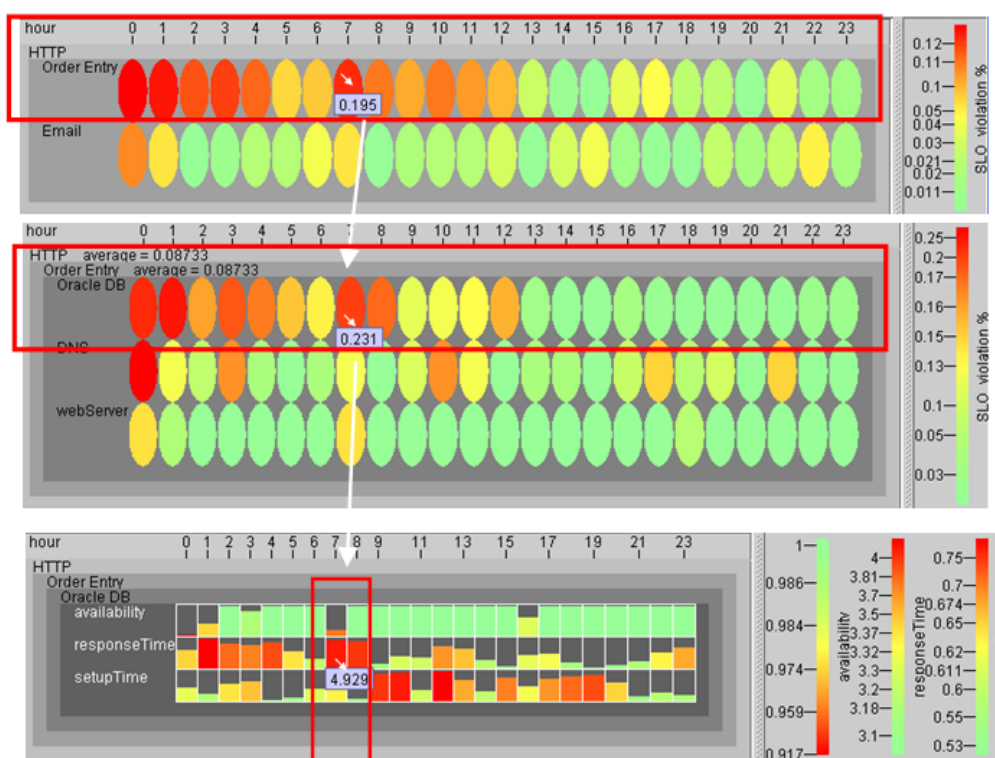 hour 0 1 2 3 4 5 6 7 8 9 10 11 12 13 14 15 16 17 18 19 20 21 22 23
HTTP
Order Entry
0.195
Email
0.12
0.11
0.1
0.05
0.04
0.03
0.021
0.02
0.011
SLO violation %
hour 0 1 2 3 4 5 6 7 8 9 10 11 12 13 14 15 16 17 18 19 20 21 22 23
HTTP average = 0.08733
Order Entry average = 0.08733
Oracle DB
0.231
DNS
webServer
0.25
0.2
0.17
0.16
0.15
0.13
0.1
0.05
0.03
SLO violation %
hour 0 1 2 3 4 5 6 7 8 9 11 13 15 17 19 21 23
HTTP
Order Entry
Oracle DB
availability
responseTime
setupTime
4.929
1
0.986
0.984
0.974
0.959
0.917
availability
4
3.81
3.7
3.5
3.37
3.32
3.3
3.2
3.18
3.1
responseTime
0.75
0.7
0.674
0.65
0.62
0.611
0.6
0.55
0.53